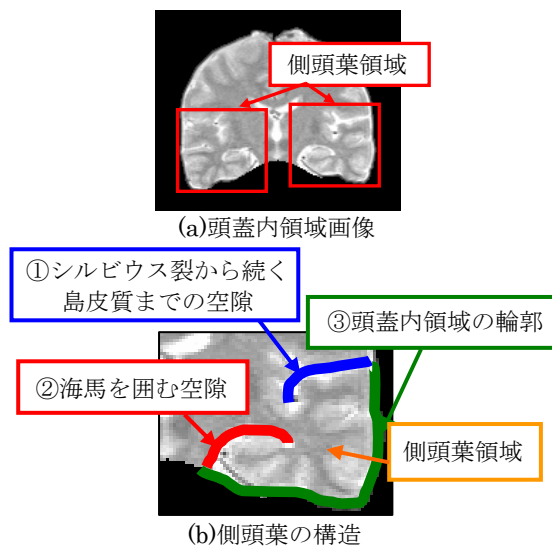 側頭葉領域
(a)頭蓋内領域画像
①シルビウス裂から続く
島皮質までの空隙
③頭蓋内領域の輪郭
②海馬を囲む空隙
側頭葉領域
(b)側頭葉の構造